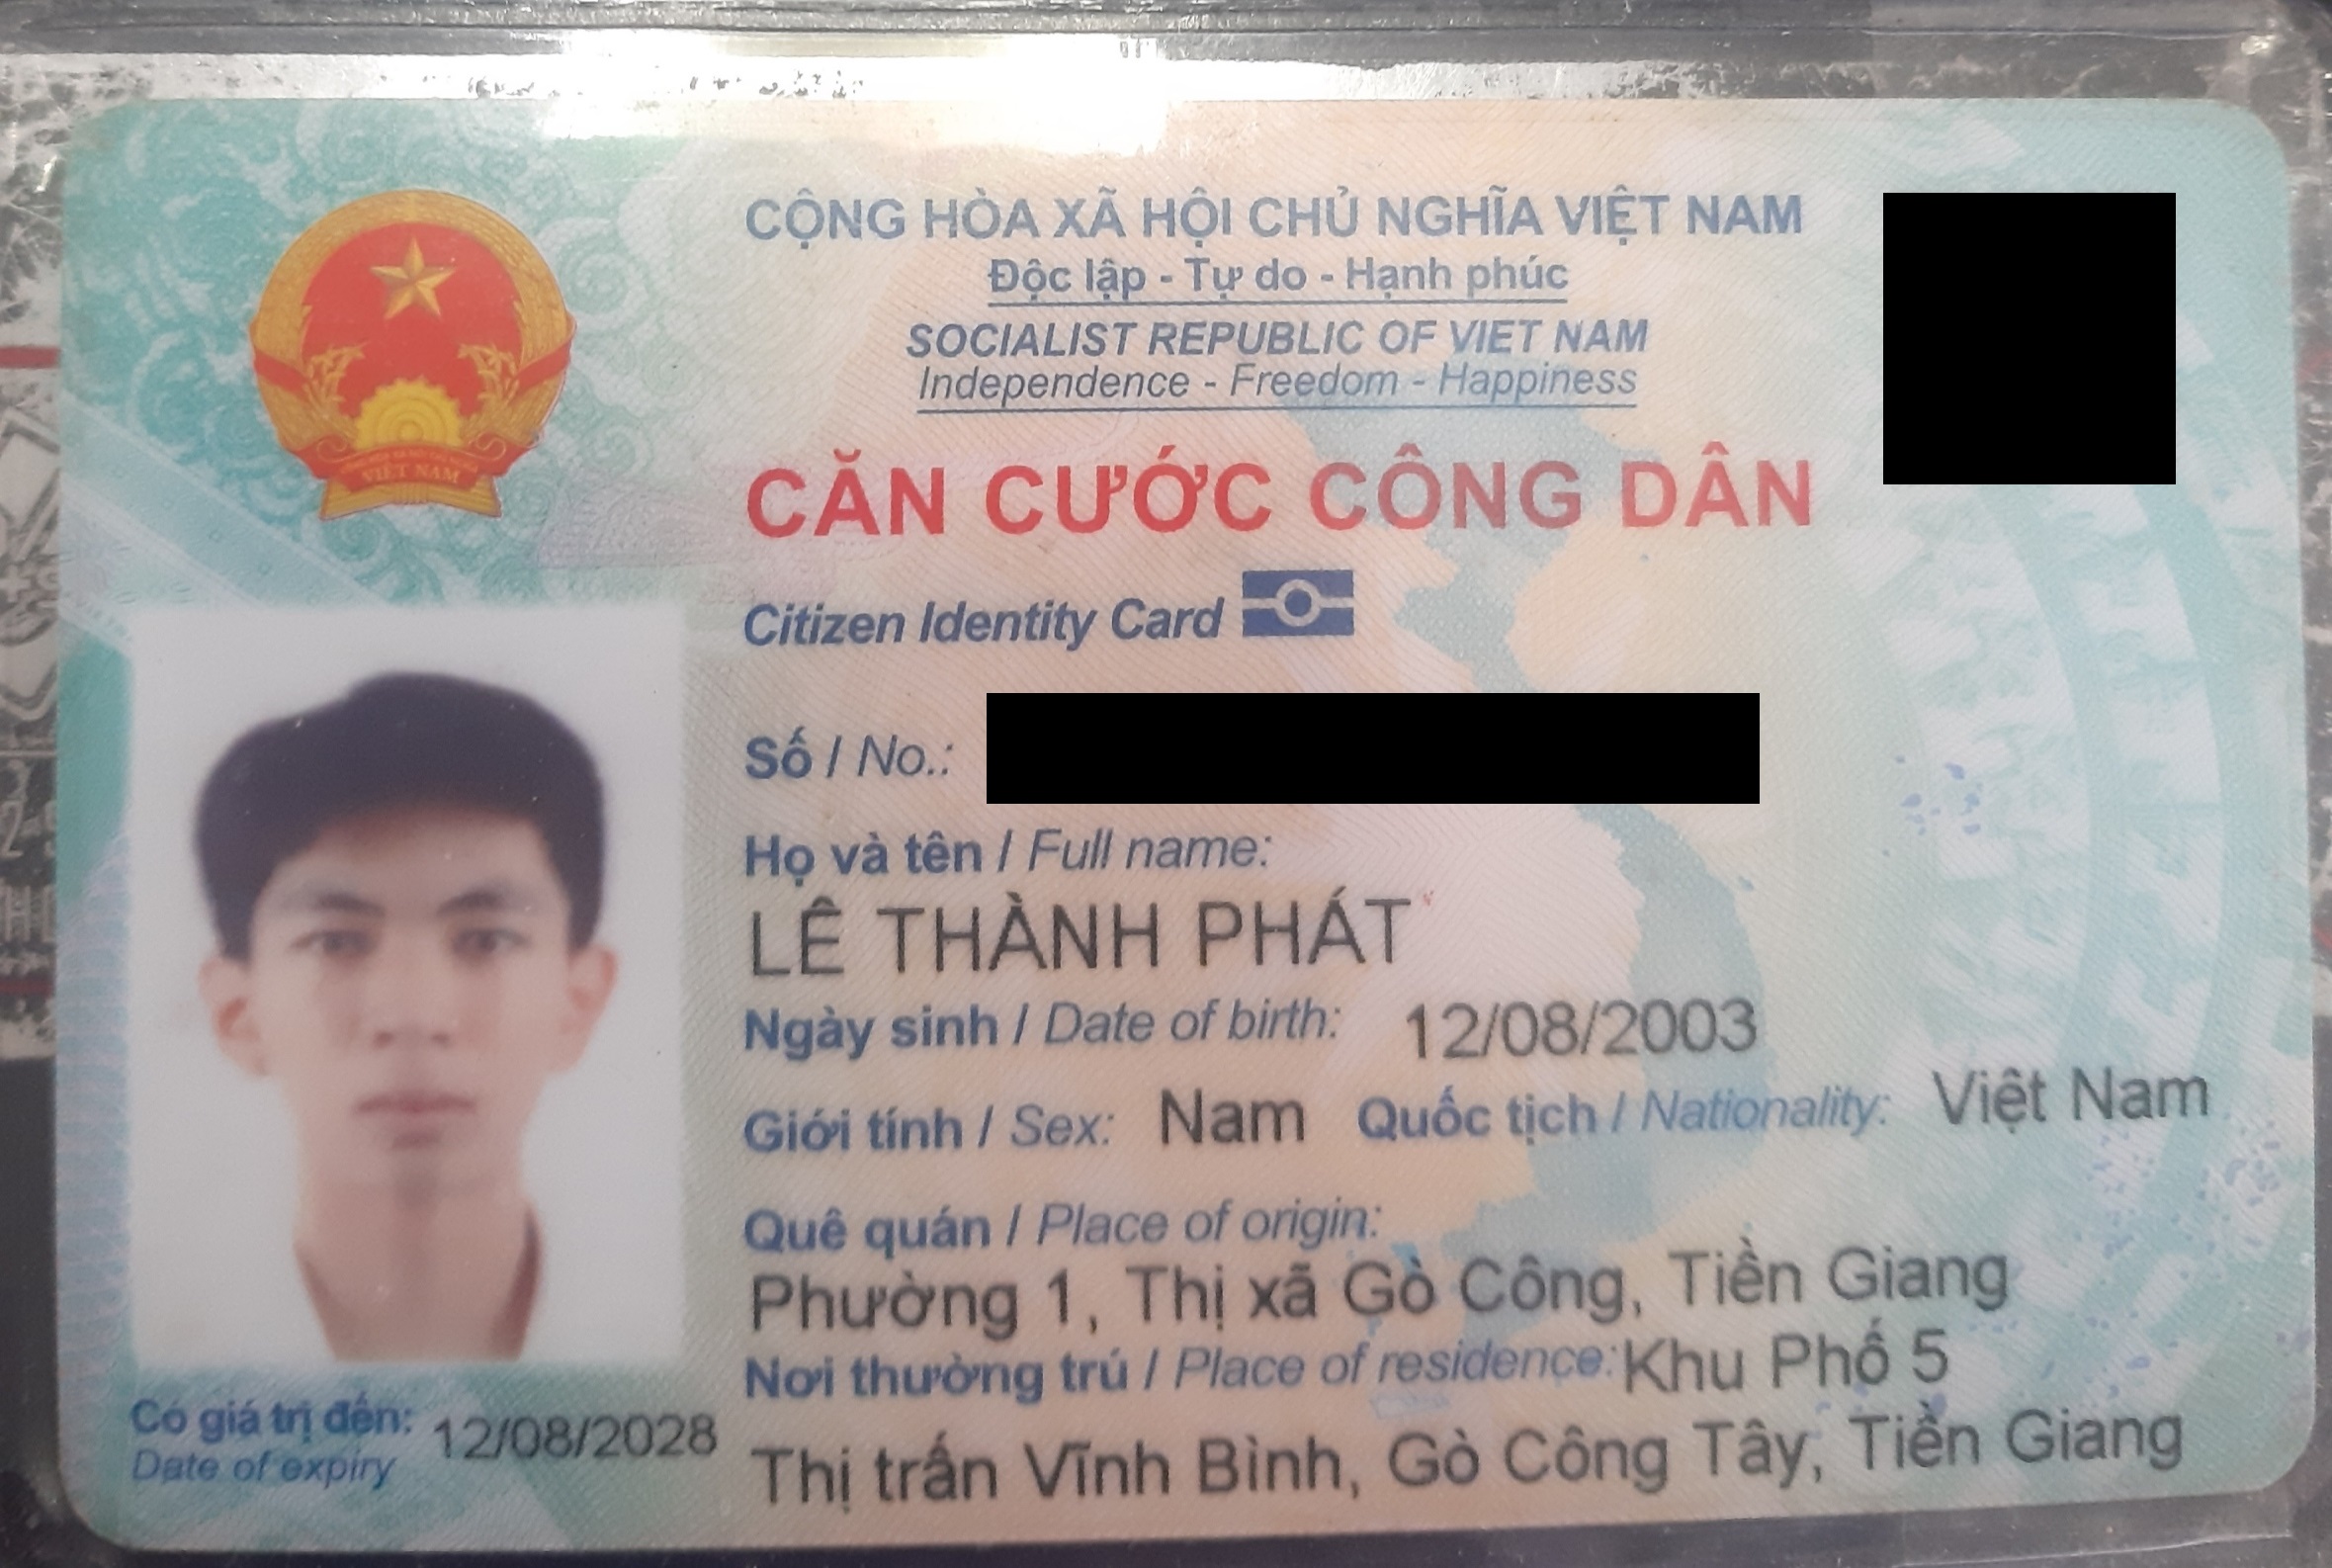 CỘNG HÒA XÃ HỘI CHỦ NGHĨA VIỆT NAM
Độc lập - Tự do - Hạnh phúc
SOCIALIST REPUBLIC OF VIET NAM
Independence - Freedom - Happiness
CĂN CƯỚC CÔNG DÂN
Citizen Identity Card
Số / No.:
Họ và tên / Full name:
LÊ THÀNH PHÁT
Ngày sinh / Date of birth: 12/08/2003
Giới tính / Sex: Nam Quốc tịch / Nationality: Việt Nam
Quê quán / Place of origin:
Phường 1, Thị xã Gò Công, Tiền Giang
Nơi thường trú / Place of residence: Khu Phố 5
Thị trấn Vĩnh Bình, Gò Công Tây, Tiền Giang
Có giá trị đến: 12/08/2028
Date of expiry
VIỆT NAM